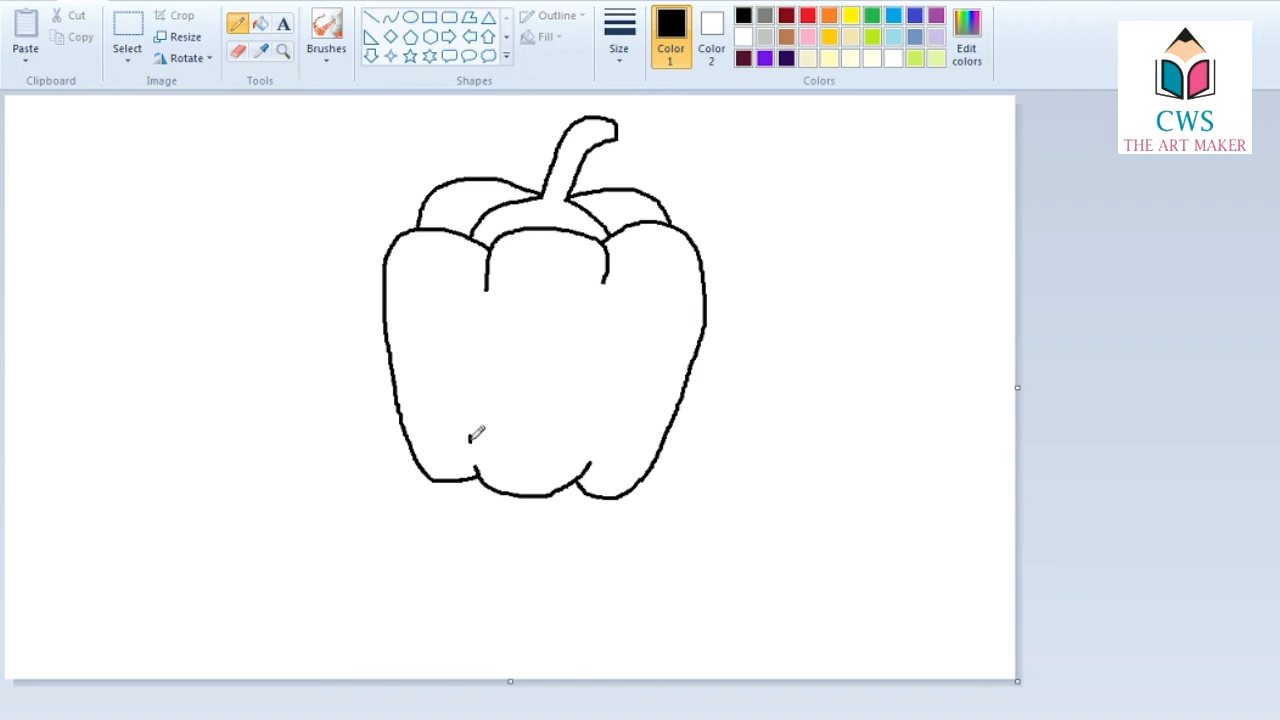 Paste
Cut
Copy
Clipboard
Select
Crop
Resize
Rotate
Image
A
Tools
Brushes
Outline
Fill
Shapes
Size
Color
1
Color
2
Edit
colors
Colors
CWS
THE ART MAKER